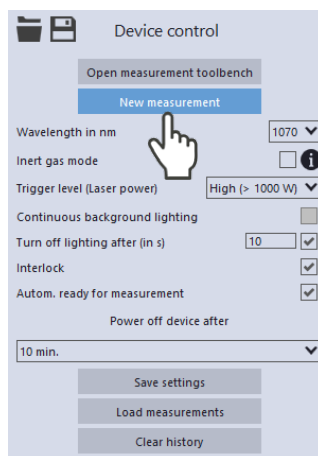 Device control
Open measurement toolbench
New measurement
Wavelength in nm 1070
Inert gas mode i
Trigger level (Laser power) High (> 1000 W)
Continuous background lighting
Turn off lighting after (in s) 10
Interlock
Autom. ready for measurement
Power off device after
10 min.
Save settings
Load measurements
Clear history